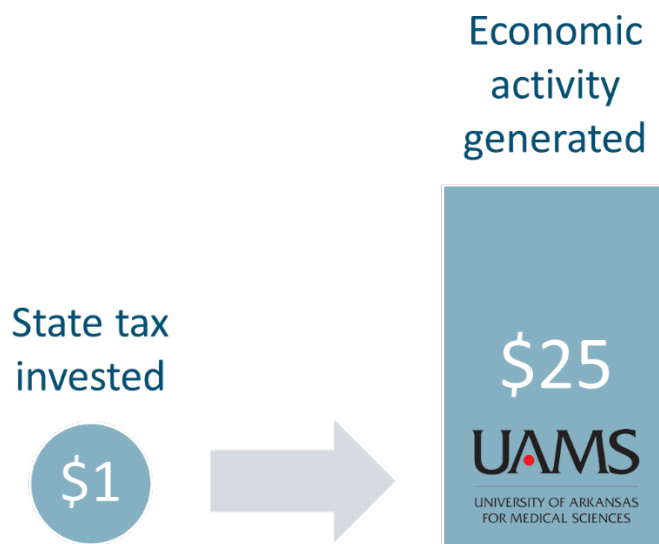 Economic
activity
generated
State tax
invested
$25
$1
UAMS
UNIVERSITY OF ARKANSAS
FOR MEDICAL SCIENCES